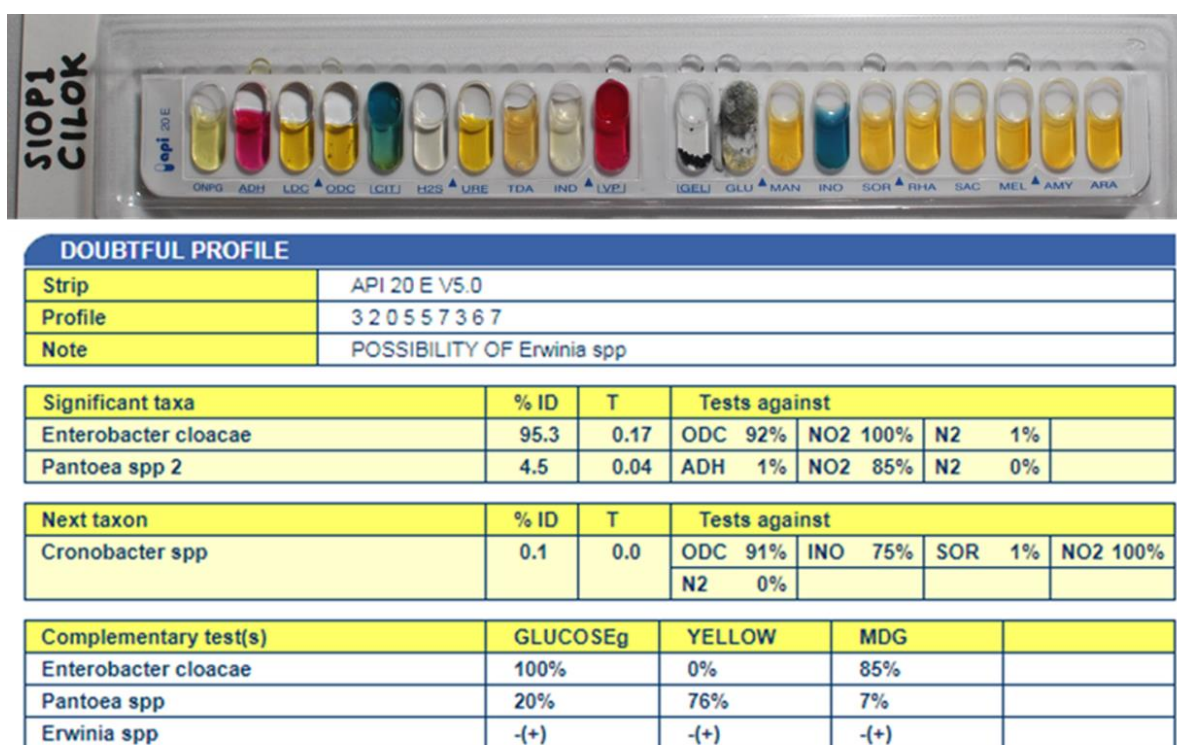 SIOP1
CILOK
api 20 E
ONPG ADH LDC ODC |CIT| H2S URE TDA IND |VP| |GEL| GLU MAN INO SOR RHA SAC MEL AMY ARA
DOUBTFUL PROFILE
Strip API 20 E V5.0
Profile 3 2 0 5 5 7 3 6 7
Note POSSIBILITY OF Erwinia spp
Significant taxa % ID T Tests against
Enterobacter cloacae 95.3 0.17 ODC 92% NO2 100% N2 1%
Pantoea spp 2 4.5 0.04 ADH 1% NO2 85% N2 0%
Next taxon % ID T Tests against
Cronobacter spp 0.1 0.0 ODC 91% INO 75% SOR 1% NO2 100%
N2 0%
Complementary test(s) GLUCOSEg YELLOW MDG
Enterobacter cloacae 100% 0% 85%
Pantoea spp 20% 76% 7%
Erwinia spp -(+) -(+) -(+)